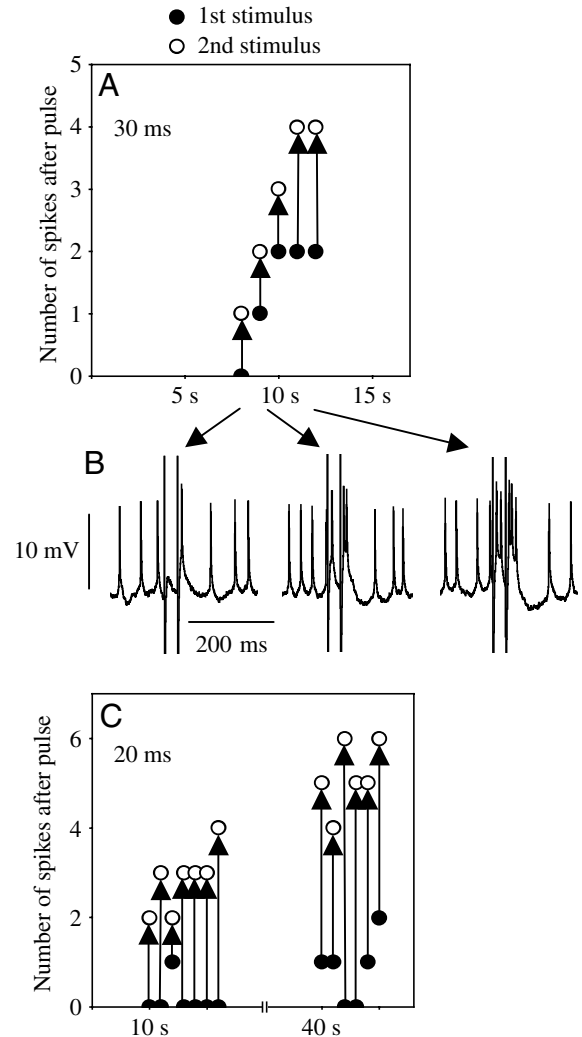 1st stimulus
2nd stimulus
A
30 ms
Number of spikes after pulse
5
4
3
2
1
0
5 s 10 s 15 s
B
10 mV
200 ms
C
20 ms
Number of spikes after pulse
6
4
2
0
10 s 40 s